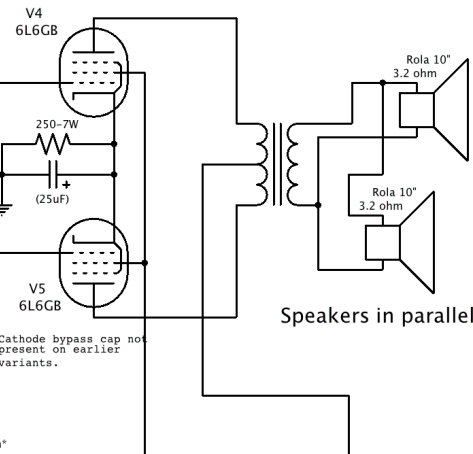 V4
6L6GB
Rola 10"
3.2 ohm
250-7W
+
(25uF)
Rola 10"
3.2 ohm
V5
6L6GB
Speakers in parallel
Cathode bypass cap not
present on earlier
variants.